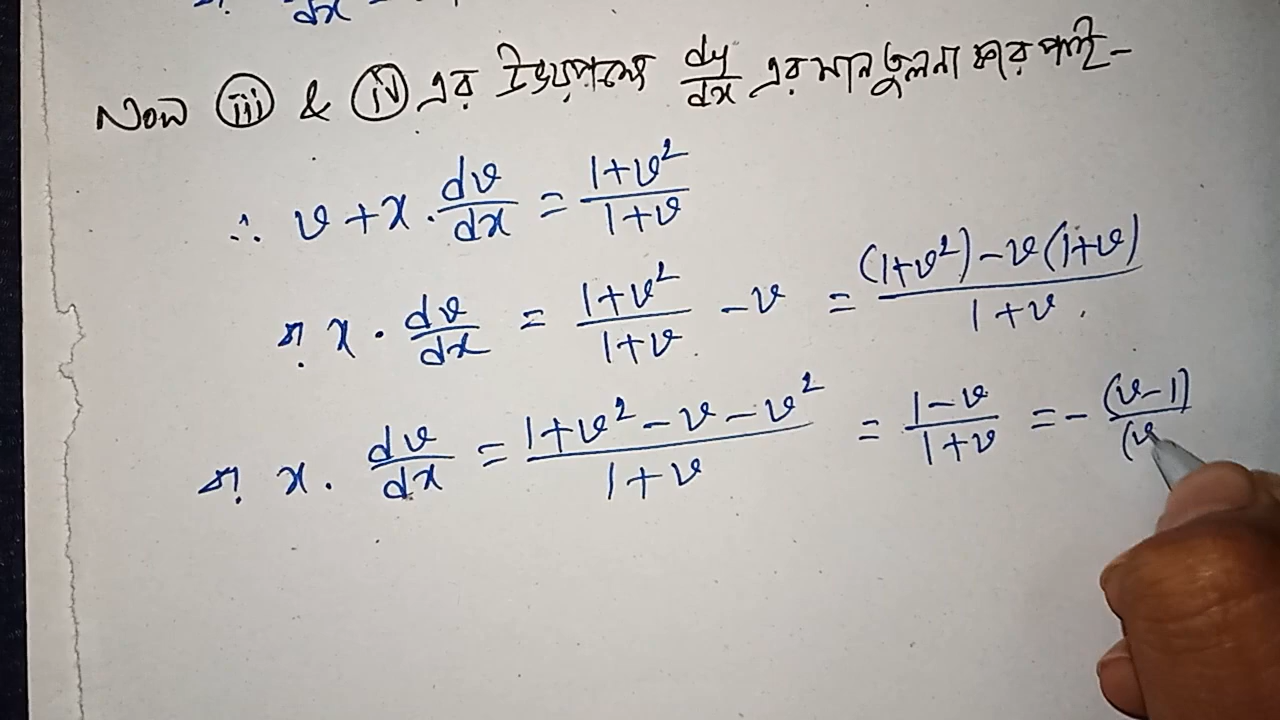 dx
Now (iii) & (iv) এর উভয়পক্ষে dy/dx এর মান তুলনা করে পাই-
∴ v + x . dv/dx = (1+v²)/(1+v)
বা, x . dv/dx = (1+v²)/(1+v) - v = ((1+v²) - v(1+v))/(1+v) .
বা, x . dv/dx = (1+v² - v - v²)/(1+v) = (1-v)/(1+v) = - (v-1)/(v